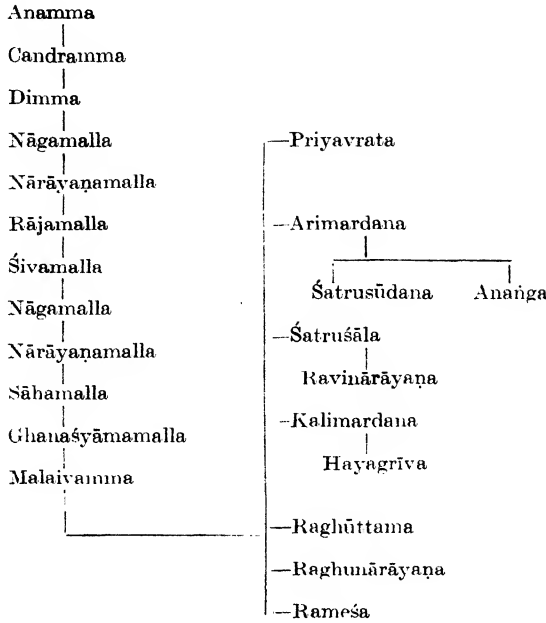 Anamma
Candramma
Dimma
Nāgamalla
Nārāyaṇamalla
Rājamalla
Śivamalla
Nāgamalla
Nārāyaṇamalla
Sāhamalla
Ghanaśyāmamalla
Malaivamma
Priyavrata
Arimardana
Śatrusūdana Anaṅga
Śatruśāla
Ravinārāyaṇa
Kalimardana
Hayagrīva
Raghūttama
Raghunārāyaṇa
Rameśa